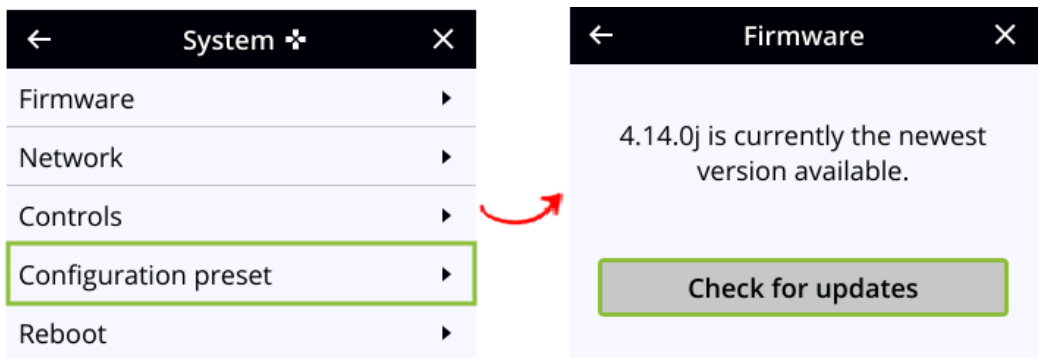 System
Firmware
Network
Controls
Configuration preset
Reboot
Firmware
4.14.0j is currently the newest
version available.
Check for updates